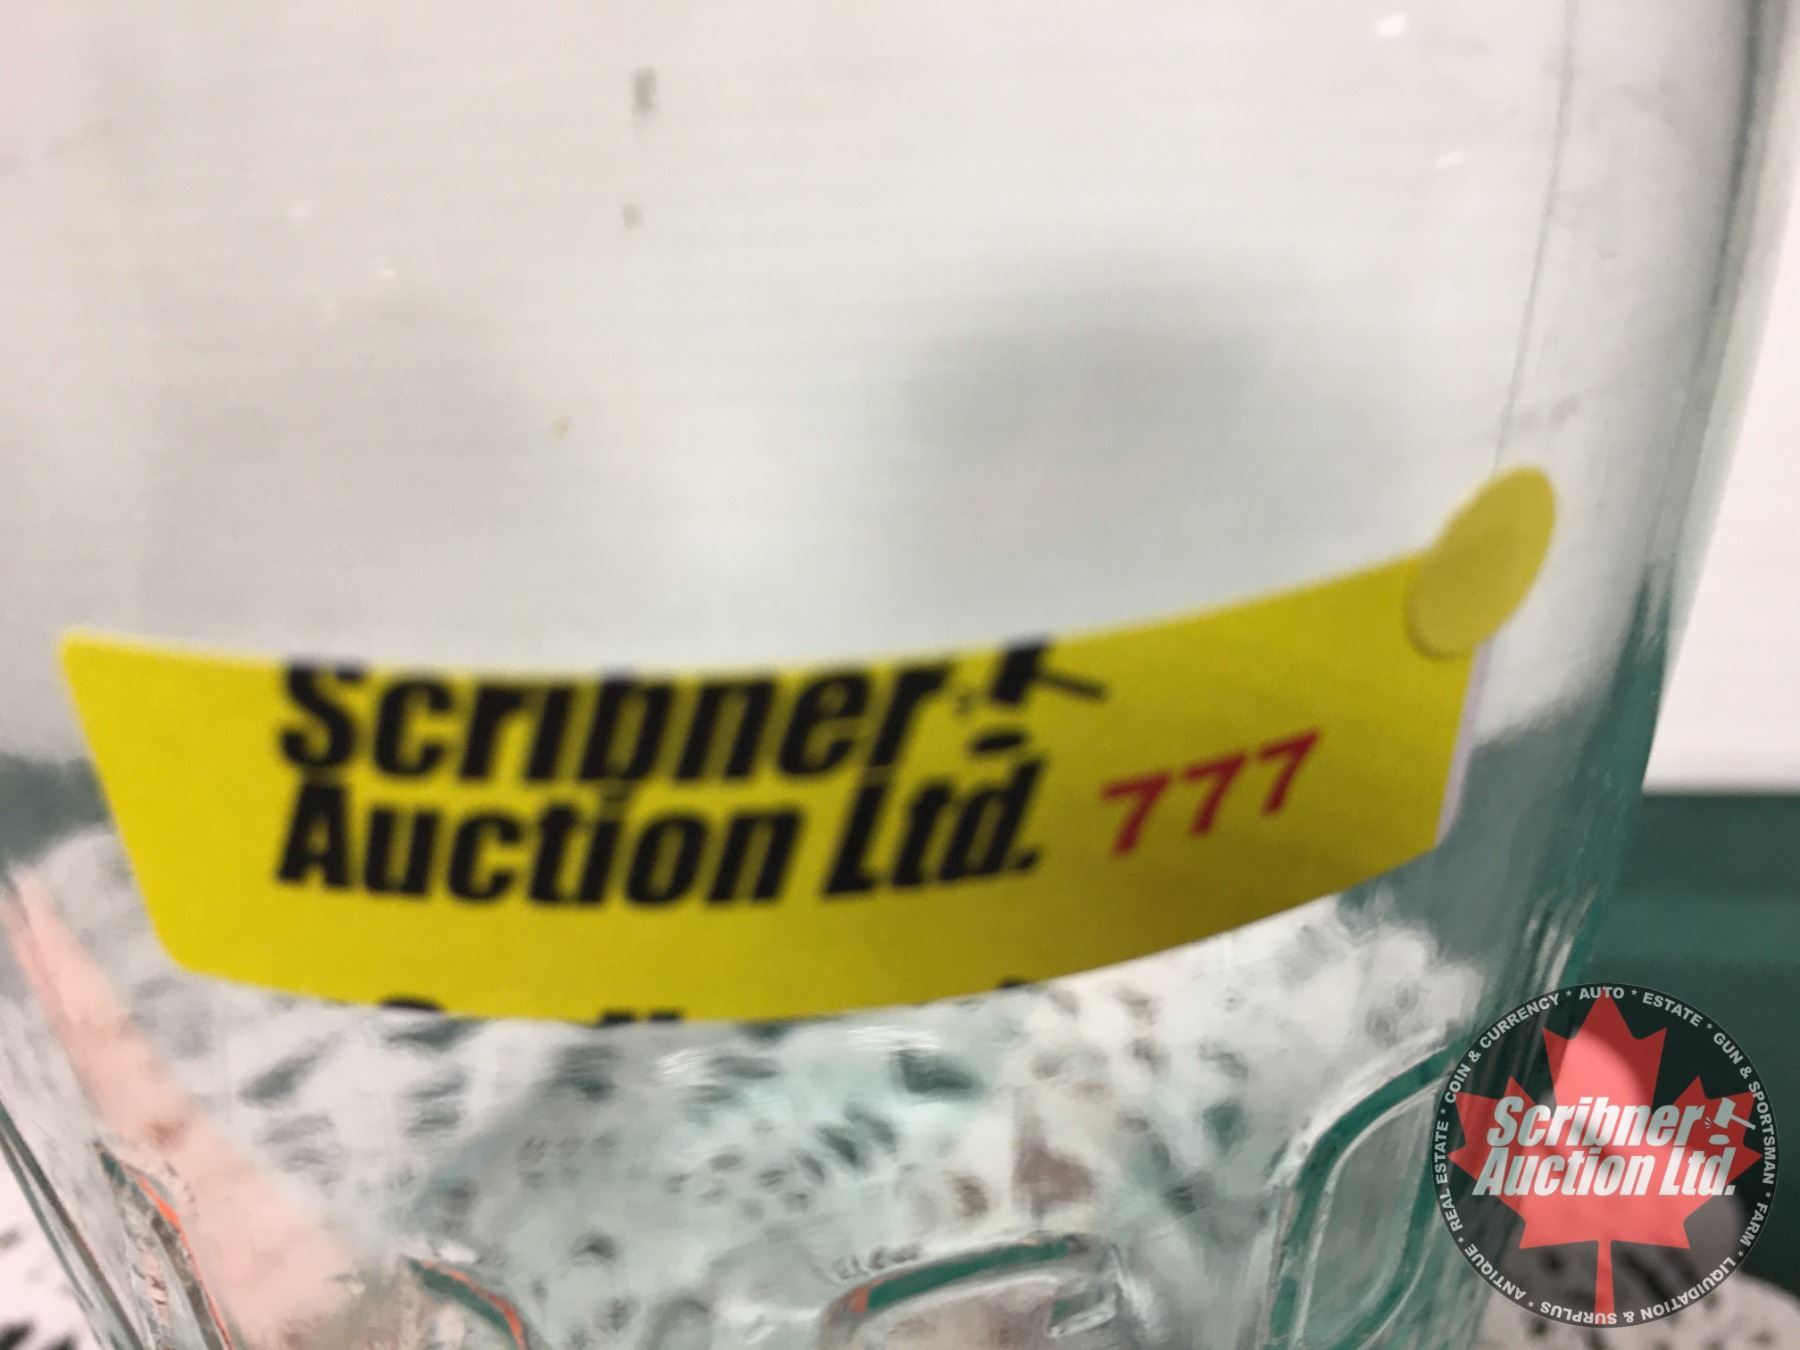 Scribner
Auction Ltd. 777
COIN & CURRENCY * AUTO * ESTATE * GUN & SPORTSMAN * FARM * LIQUIDATION & SURPLUS * ANTIQUE * REAL ESTATE *
Scribner
Auction Ltd.